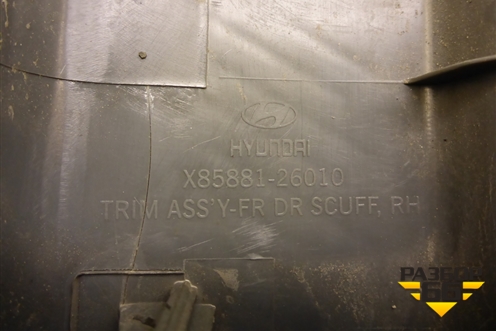 HYUNDAI
X85881-26010
TRIM ASS'Y-FR DR SCUFF, RH